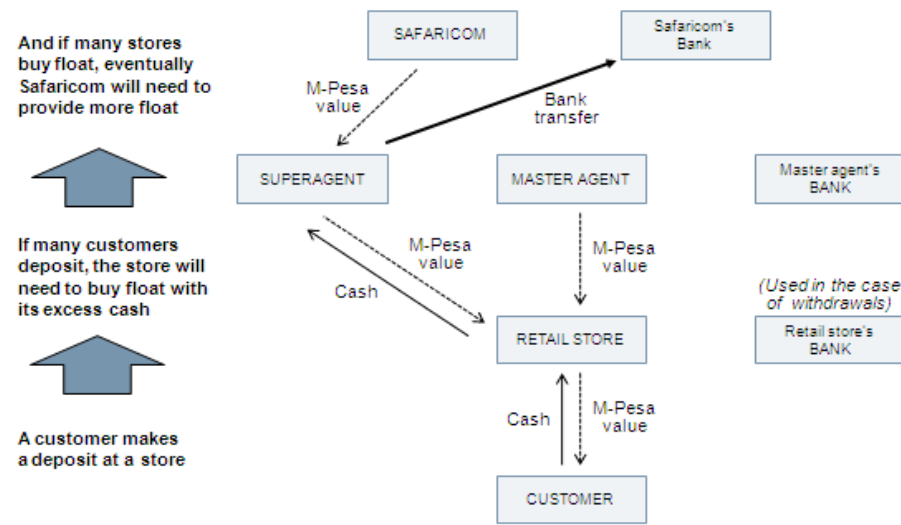 And if many stores
buy float, eventually
Safaricom will need to
provide more float
SAFARICOM
Safaricom's
Bank
M-Pesa
value
Bank
transfer
SUPERAGENT
MASTER AGENT
Master agent's
BANK
If many customers
deposit, the store will
need to buy float with
its excess cash
M-Pesa
value
Cash
M-Pesa
value
(Used in the case
of withdrawals)
RETAIL STORE
Retail store's
BANK
A customer makes
a deposit at a store
Cash
M-Pesa
value
CUSTOMER